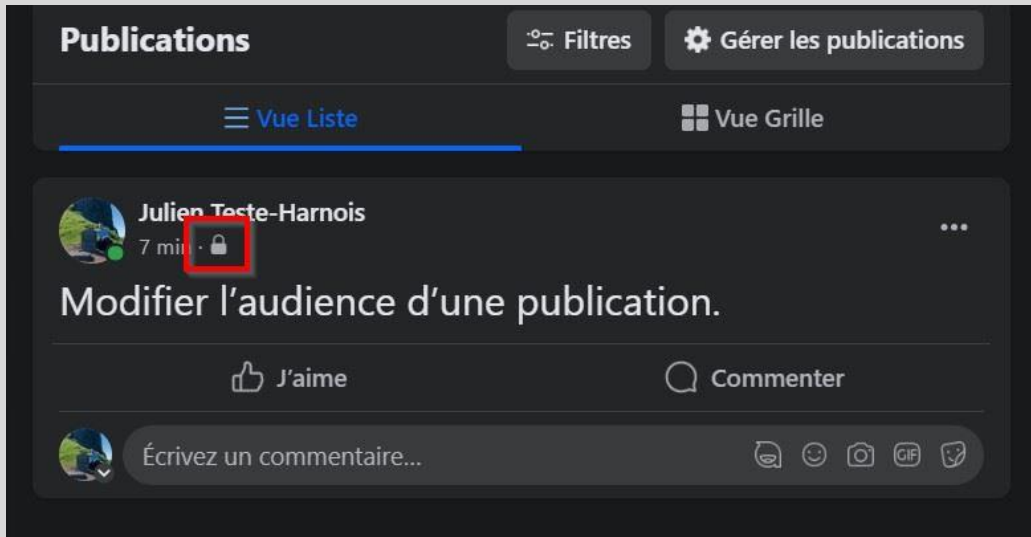 Publications
Filtres
Gérer les publications
Vue Liste
Vue Grille
Julien Teste-Harnois
7 min ·
Modifier l’audience d’une publication.
J’aime
Commenter
Écrivez un commentaire...
GIF